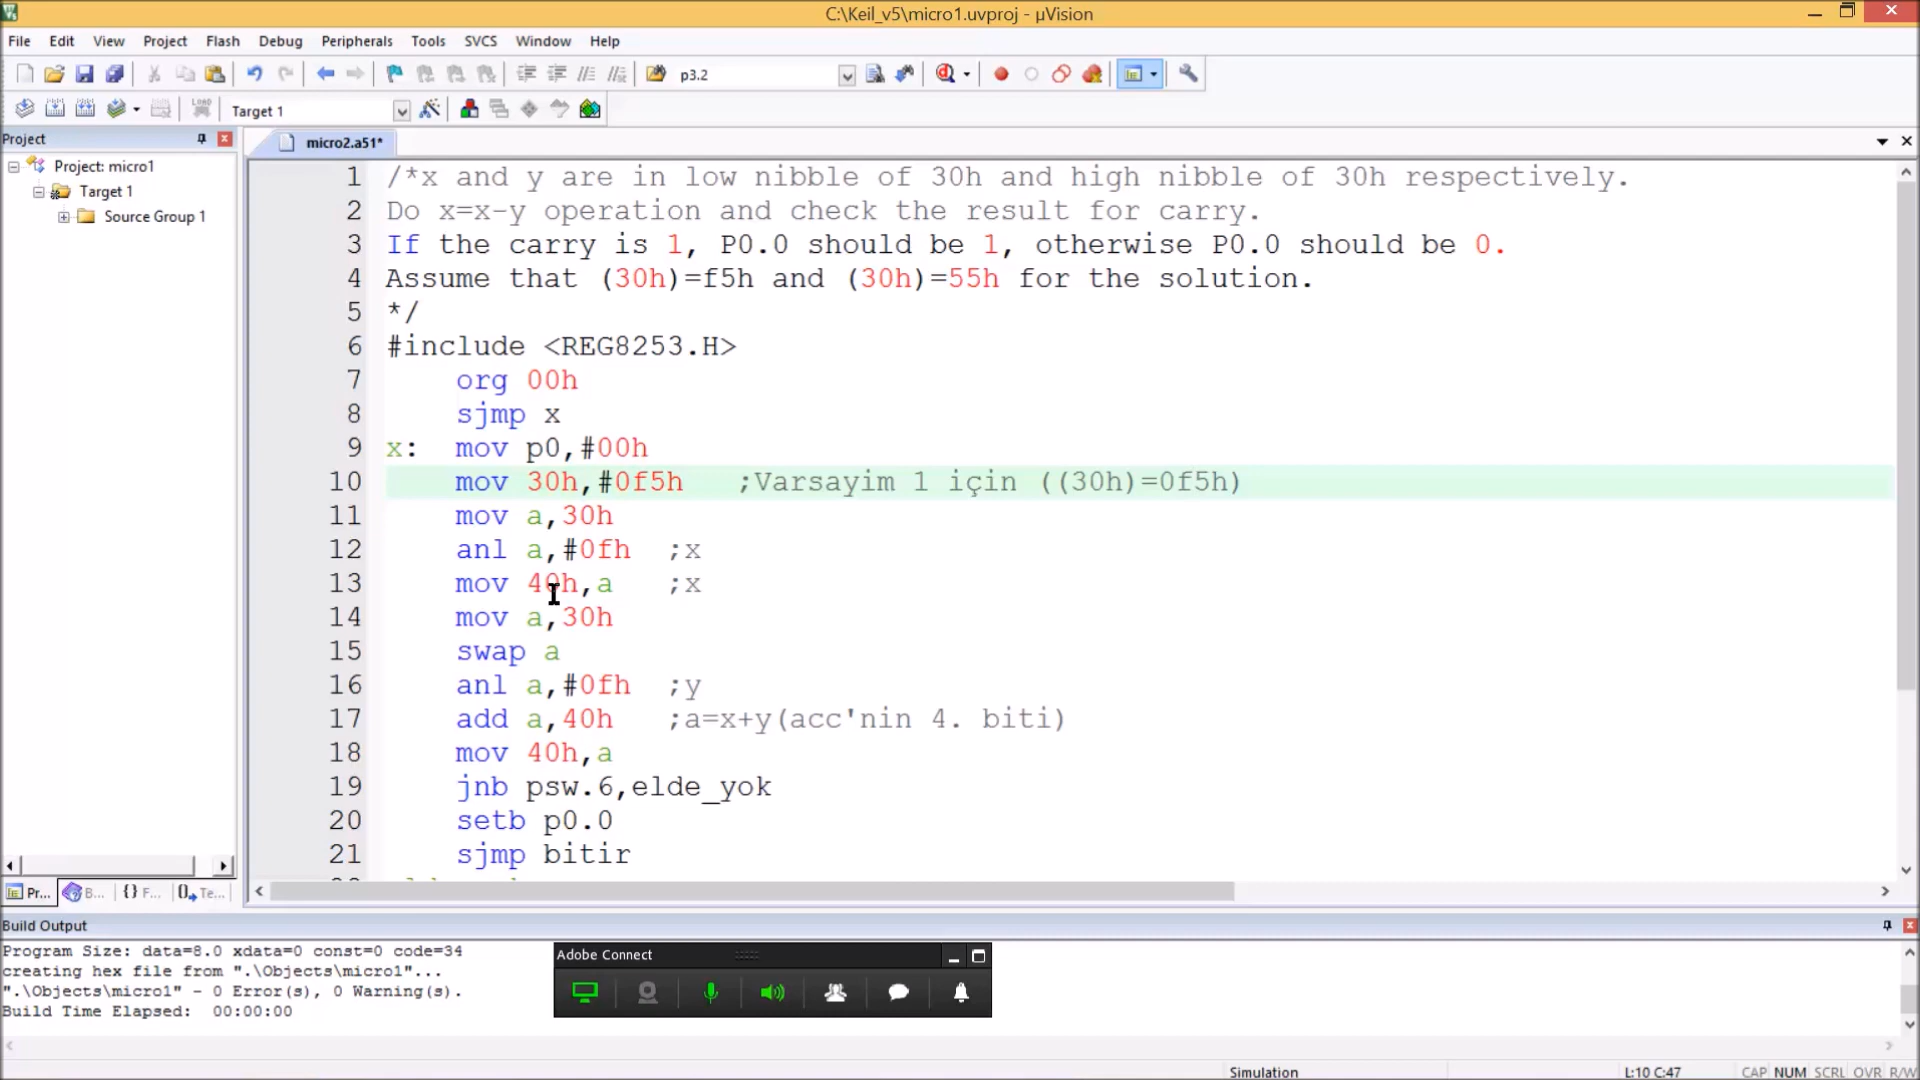 C:\Keil_v5\micro1.uvproj - µVision
File Edit View Project Flash Debug Peripherals Tools SVCS Window Help
p3.2
LOAD Target 1
Project
micro2.a51*
Project: micro1
Target 1
Source Group 1
1 /*x and y are in low nibble of 30h and high nibble of 30h respectively.
2 Do x=x-y operation and check the result for carry.
3 If the carry is 1, P0.0 should be 1, otherwise P0.0 should be 0.
4 Assume that (30h)=f5h and (30h)=55h for the solution.
5 */
6 #include <REG8253.H>
7 org 00h
8 sjmp x
9 x: mov p0,#00h
10 mov 30h,#0f5h ;Varsayim 1 için ((30h)=0f5h)
11 mov a,30h
12 anl a,#0fh ;x
13 mov 40h,a ;x
14 mov a,30h
15 swap a
16 anl a,#0fh ;y
17 add a,40h ;a=x+y(acc'nin 4. biti)
18 mov 40h,a
19 jnb psw.6,elde_yok
20 setb p0.0
21 sjmp bitir
Pr... B... {} F... Te...
Build Output
Program Size: data=8.0 xdata=0 const=0 code=34
creating hex file from ".\Objects\micro1"...
".\Objects\micro1" - 0 Error(s), 0 Warning(s).
Build Time Elapsed: 00:00:00
Adobe Connect
Simulation L:10 C:47 CAP NUM SCRL OVR R/W